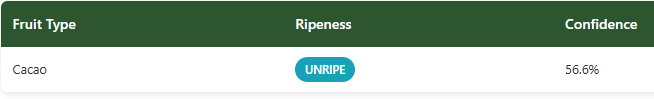 Fruit Type Ripeness Confidence
Cacao UNRIPE 56.6%